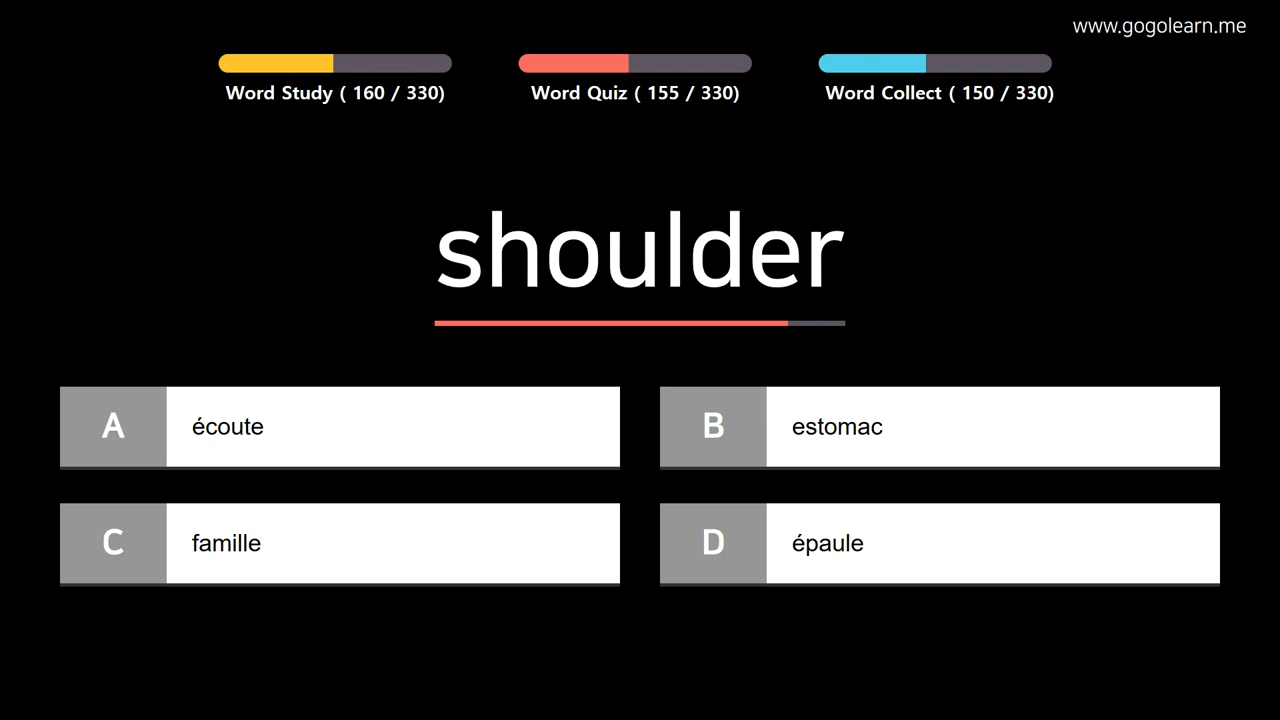 www.gogolearn.me
Word Study ( 160 / 330)
Word Quiz ( 155 / 330)
Word Collect ( 150 / 330)
shoulder
A écoute
B estomac
C famille
D épaule